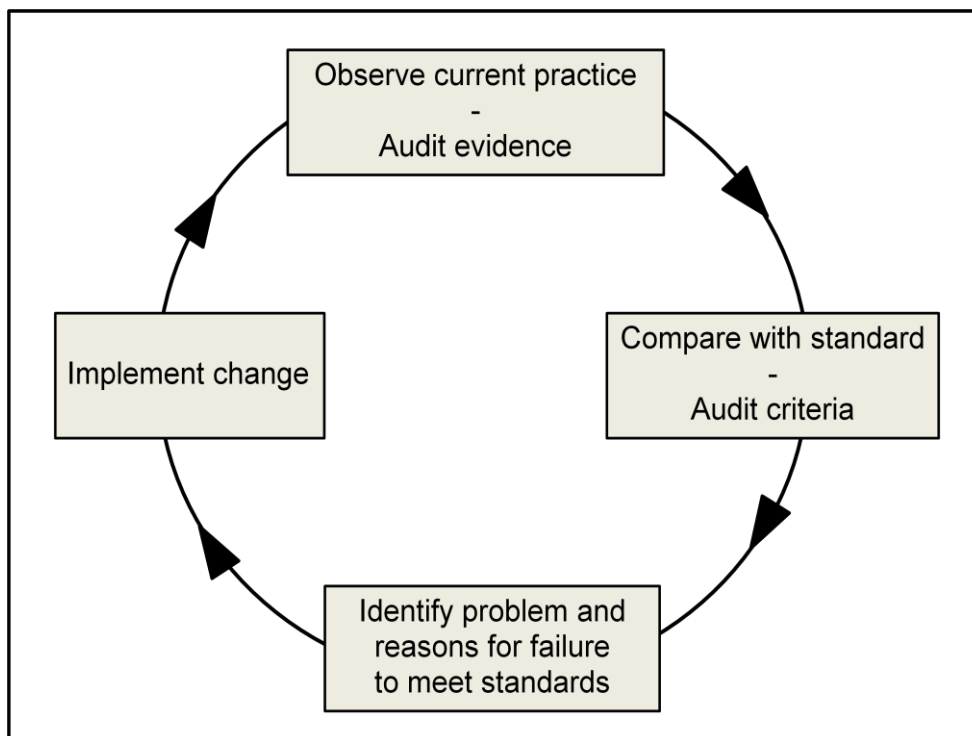 Observe current practice
-
Audit evidence
Compare with standard
-
Audit criteria
Identify problem and
reasons for failure
to meet standards
Implement change